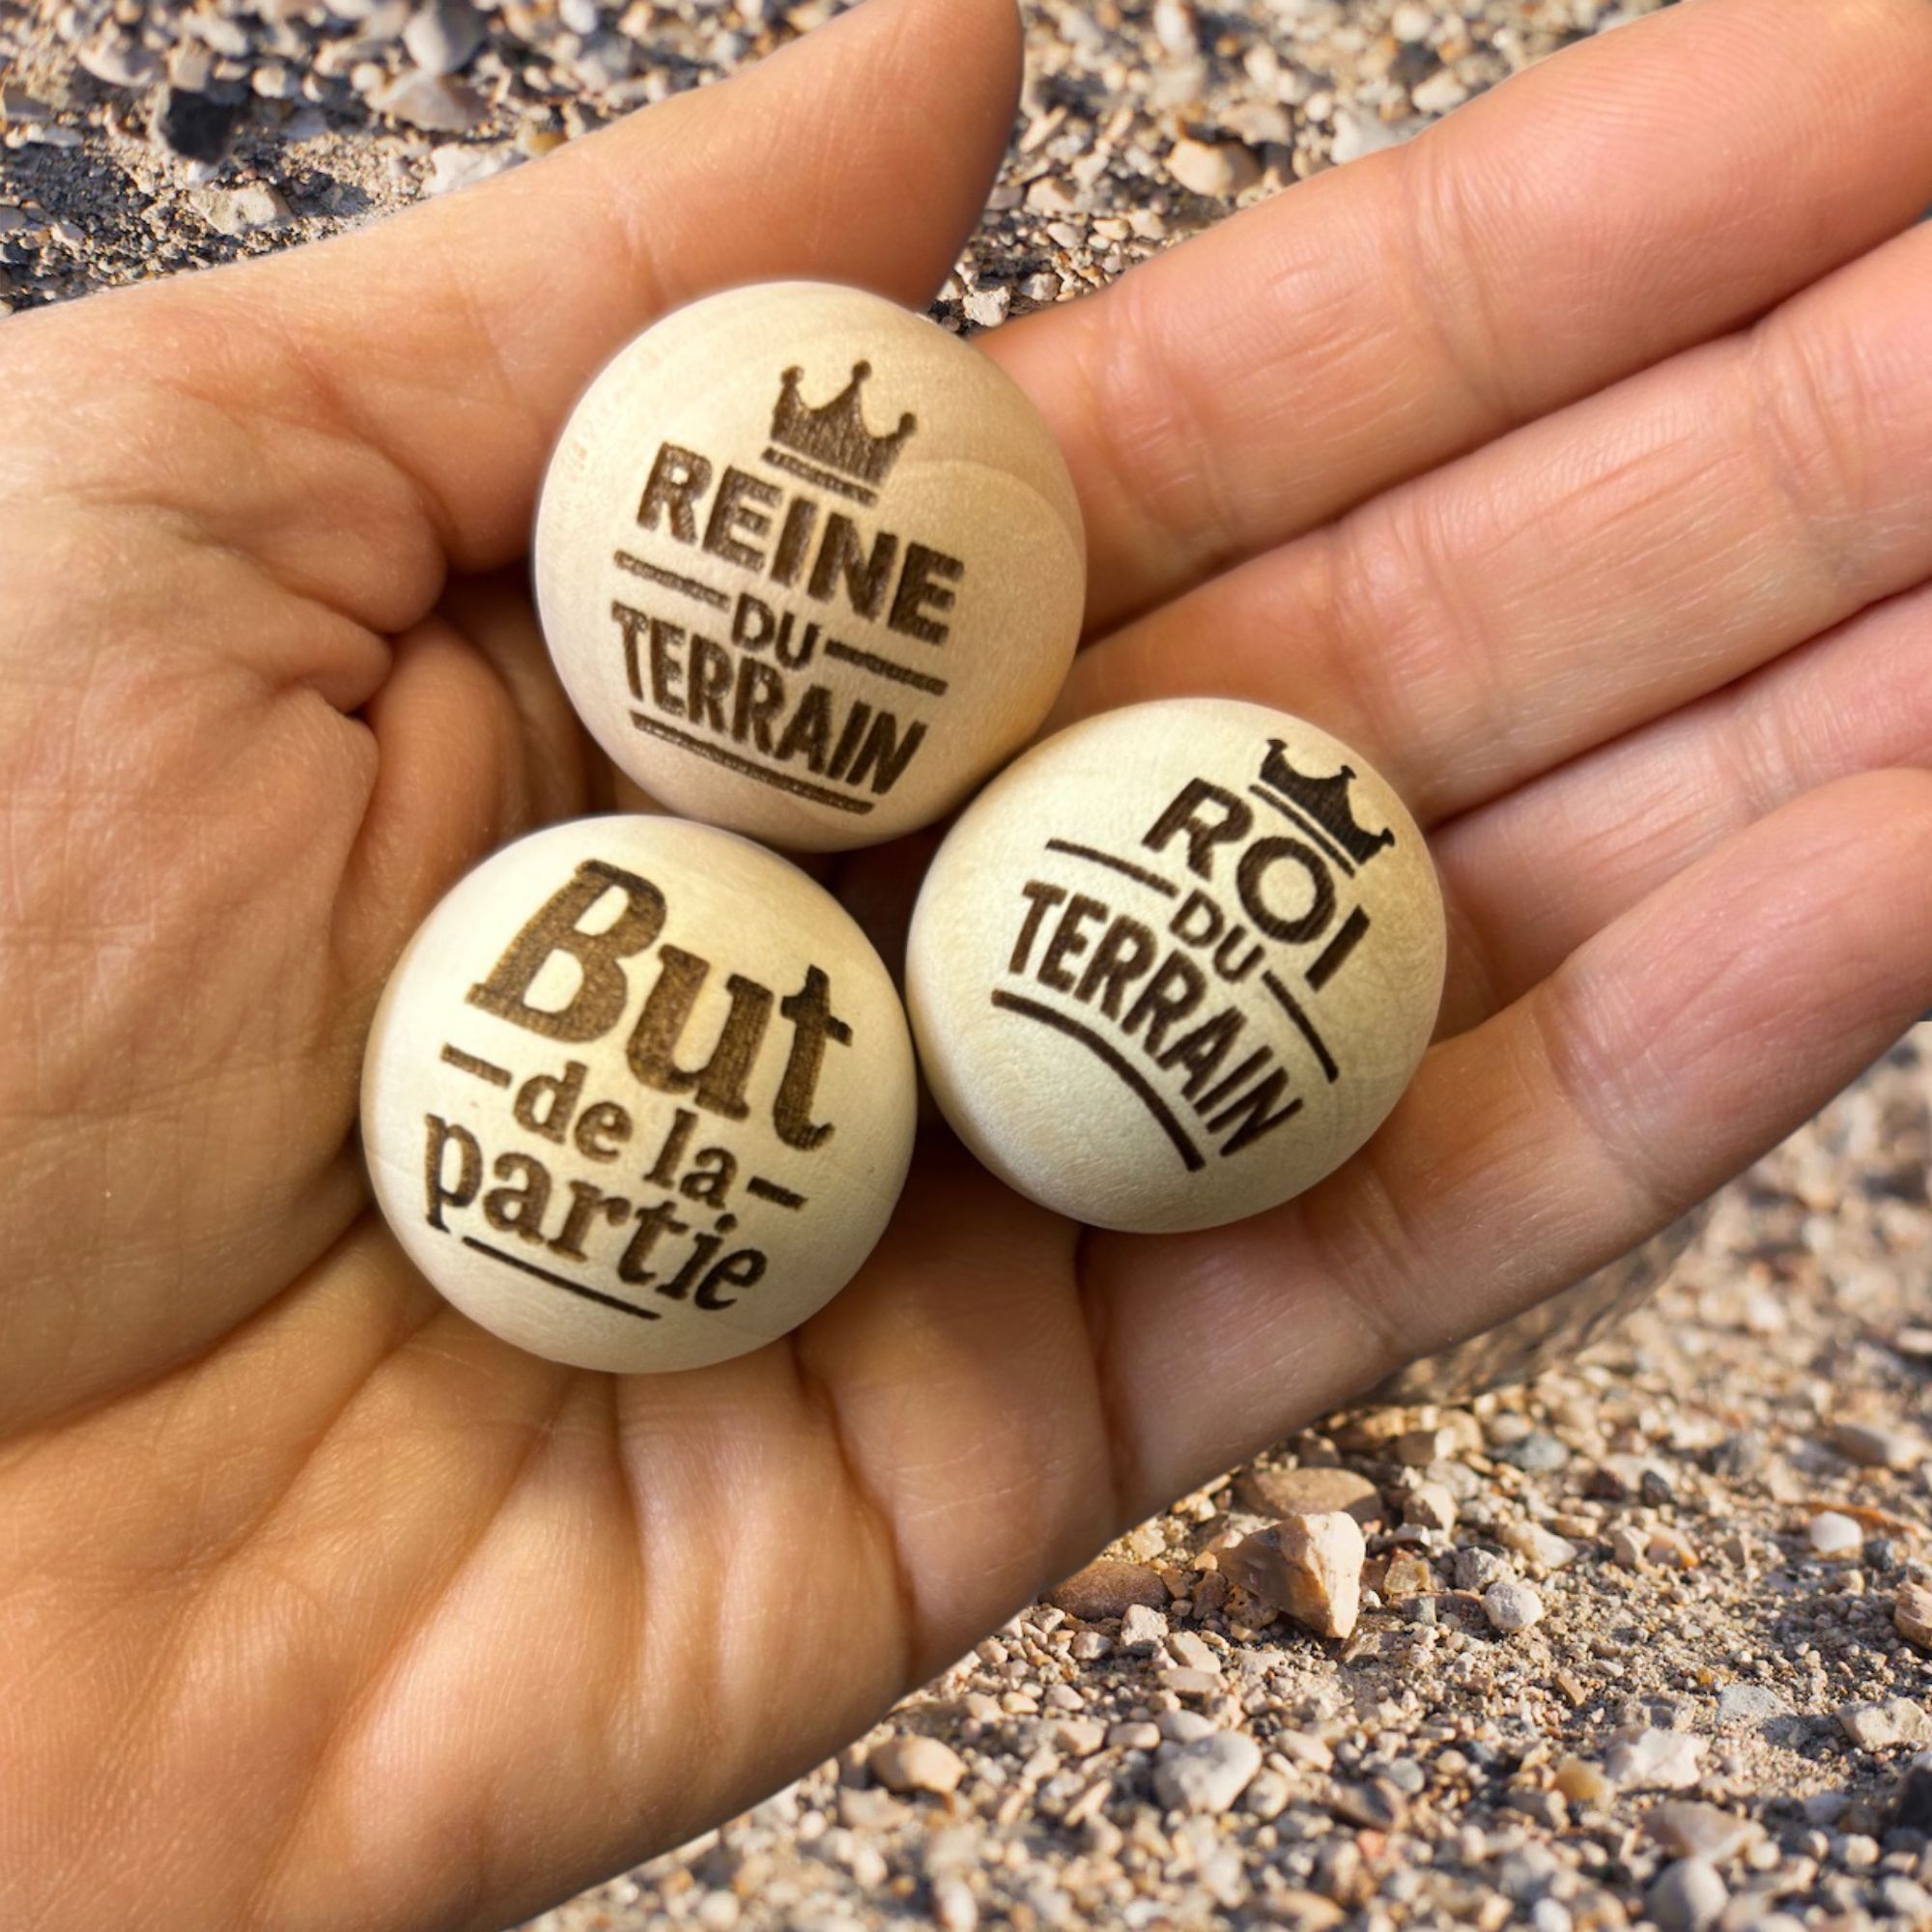 REINE
DU
TERRAIN
ROI
DU
TERRAIN
But
de la
partie